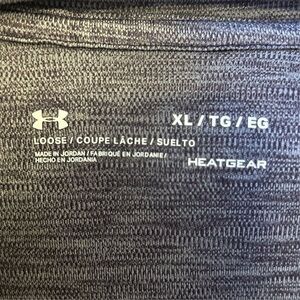 XL / TG / EG
LOOSE / COUPE LÂCHE / SUELTO
MADE IN JORDAN / FABRIQUÉ EN JORDANIE /
HECHO EN JORDANIA
HEATGEAR